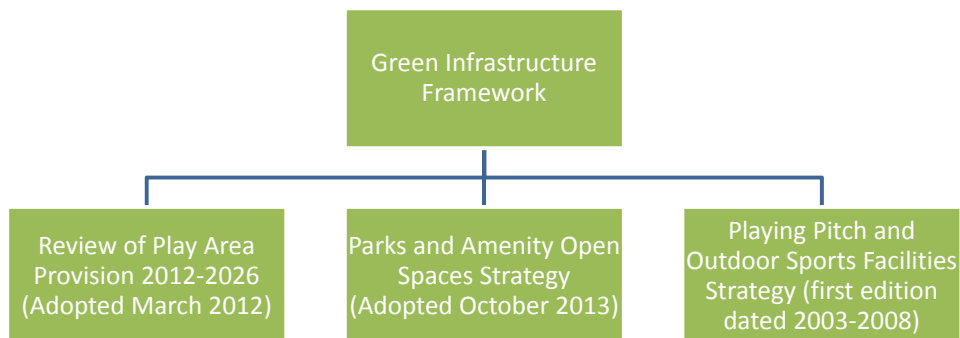 Green Infrastructure
Framework
Review of Play Area
Provision 2012-2026
(Adopted March 2012)
Parks and Amenity Open
Spaces Strategy
(Adopted October 2013)
Playing Pitch and
Outdoor Sports Facilities
Strategy (first edition
dated 2003-2008)